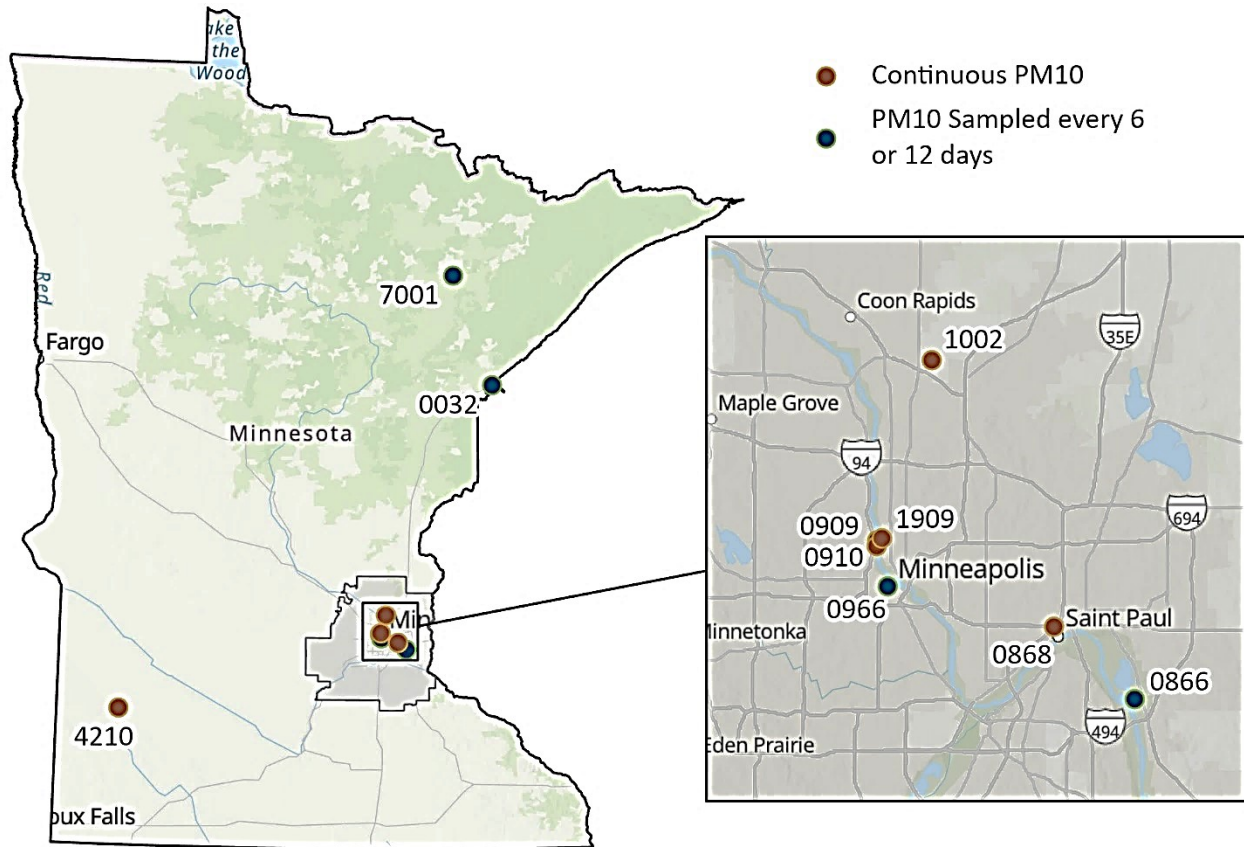 ake
the
Wood
Continuous PM10
PM10 Sampled every 6
or 12 days
Red
7001
Fargo
0032
Minnesota
Min
4210
oux Falls
Coon Rapids
1002
35E
Maple Grove
94
694
0909
1909
0910
Minneapolis
0966
Minnetonka
Saint Paul
0868
0866
494
Eden Prairie